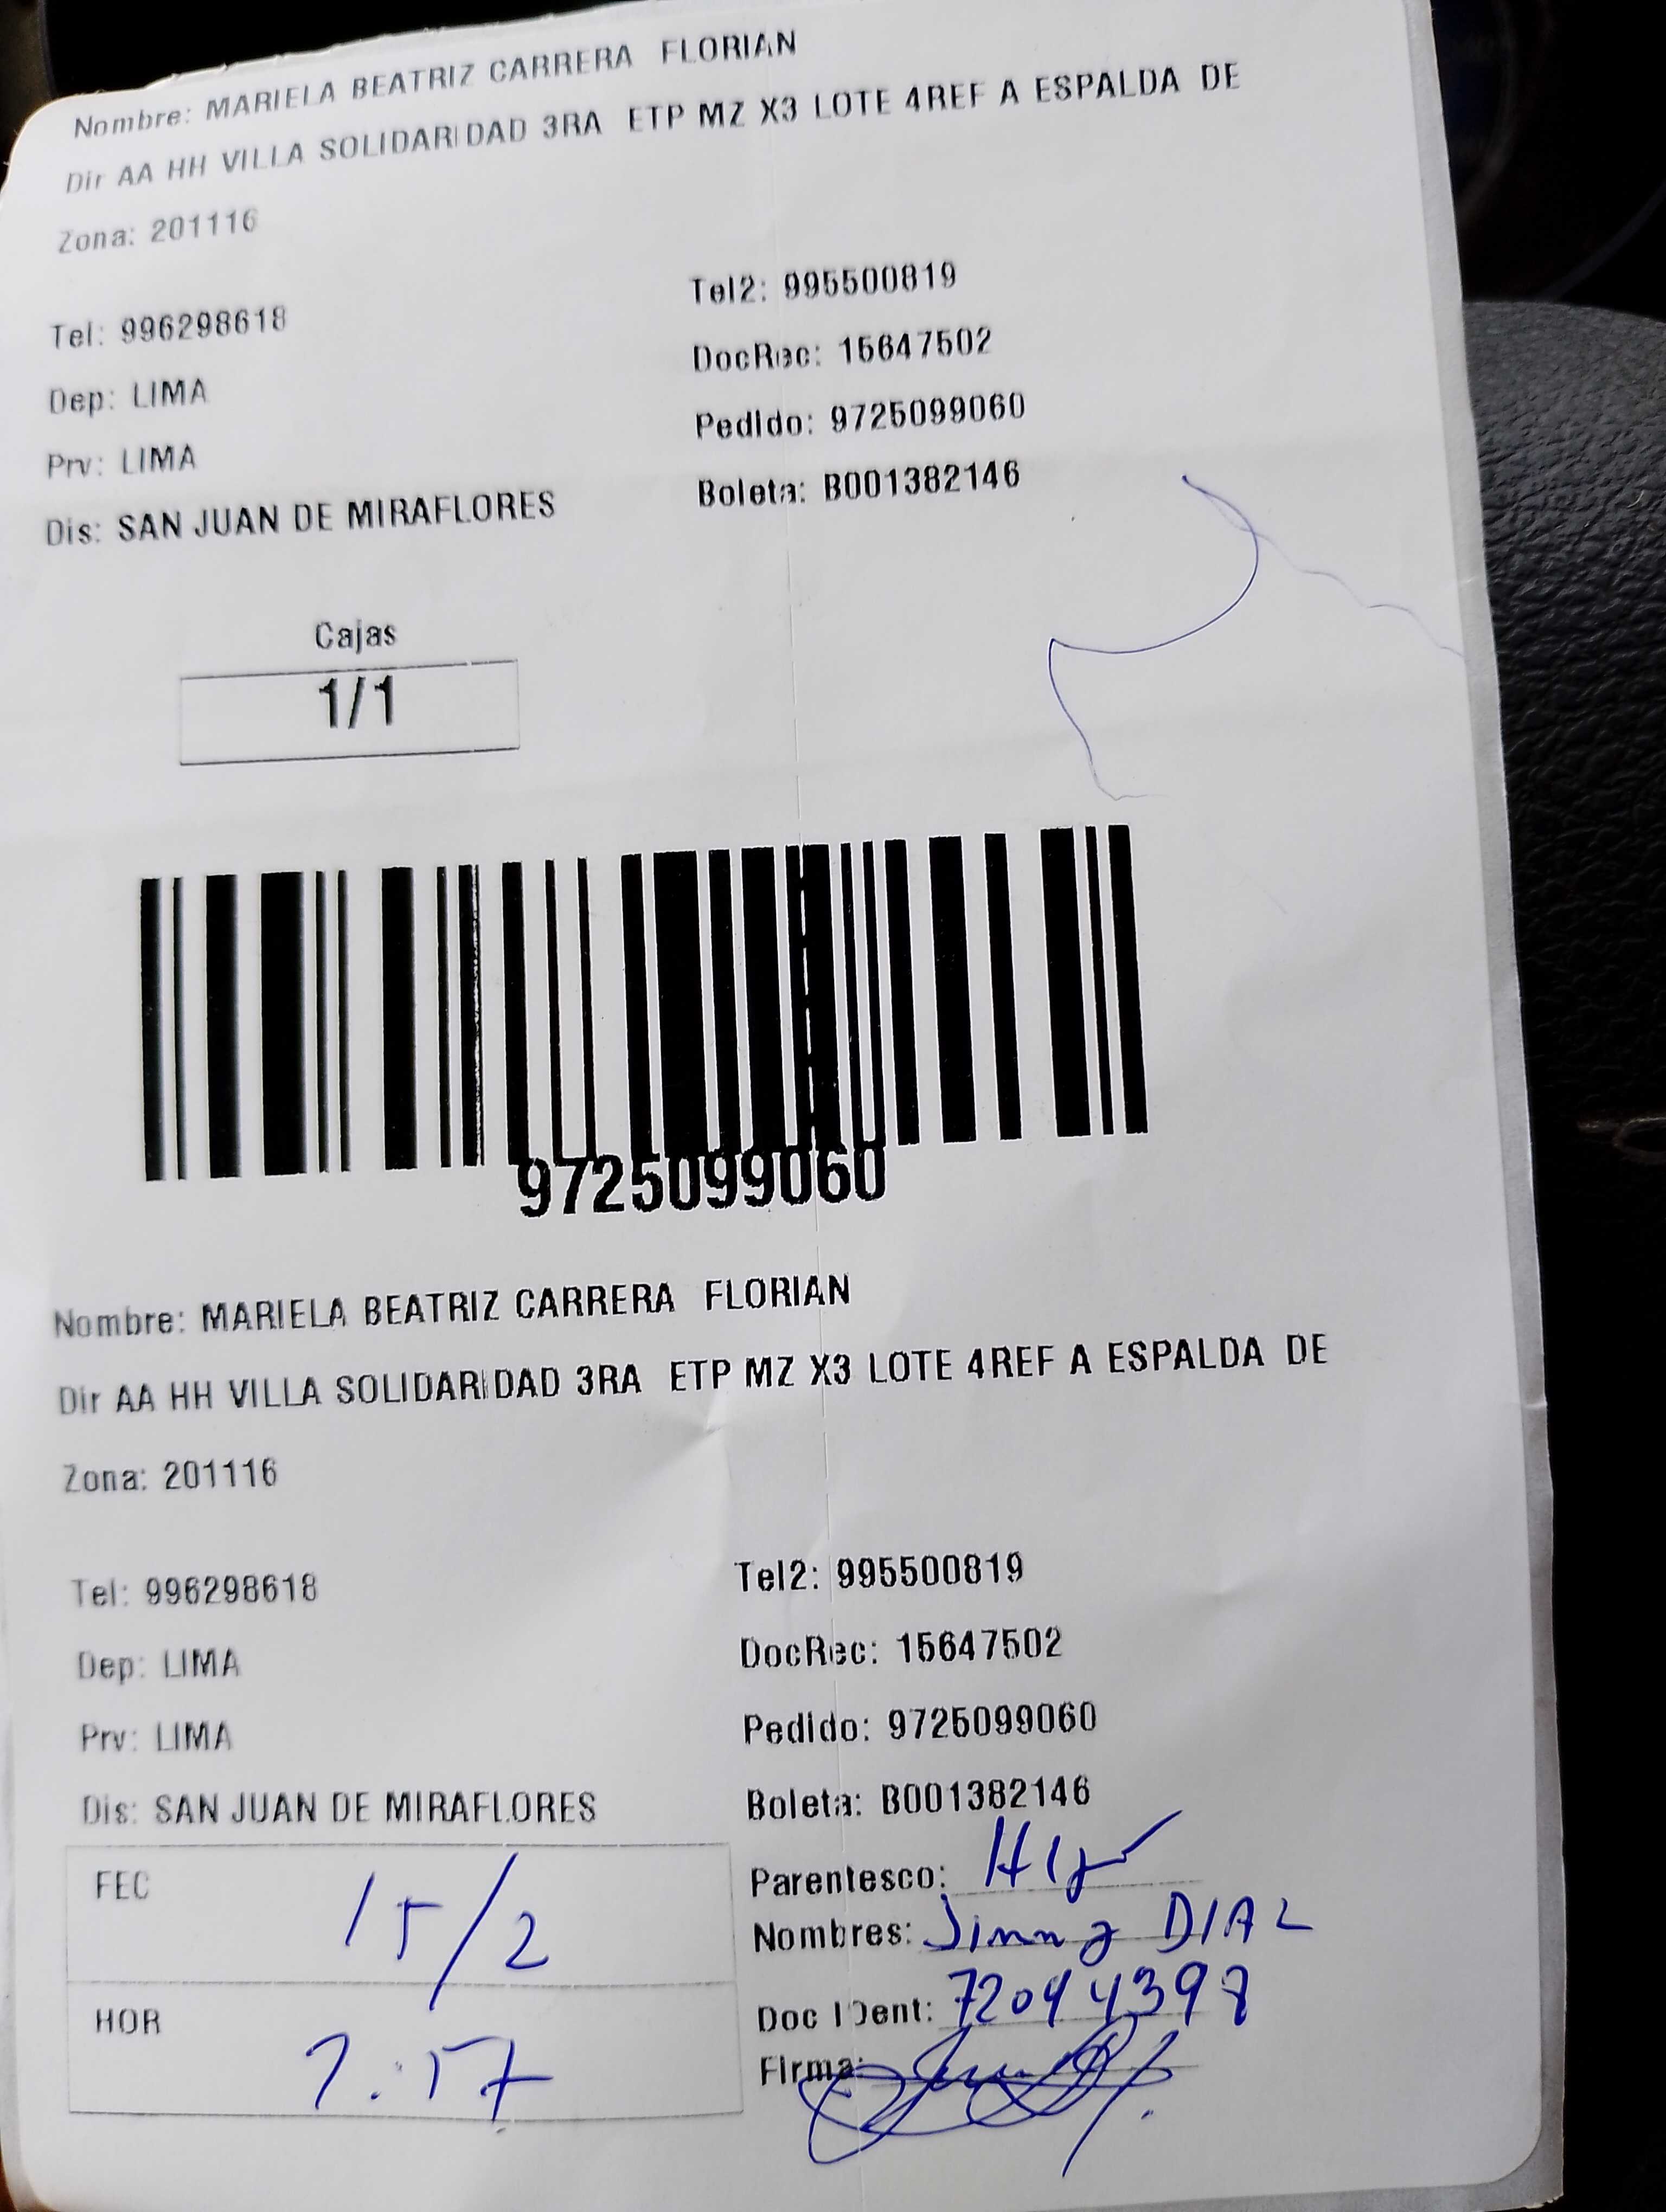 Nombre: MARIELA BEATRIZ CARRERA FLORIAN
Dir AA HH VILLA SOLIDARIDAD 3RA ETP MZ X3 LOTE 4REF A ESPALDA DE
Zona: 201116
Tel: 996298618 Tel2: 995500819
Dep: LIMA DocRec: 15647502
Prv: LIMA Pedido: 9725099060
Dis: SAN JUAN DE MIRAFLORES Boleta: B001382146
Cajas
1/1
9725099060
Nombre: MARIELA BEATRIZ CARRERA FLORIAN
Dir AA HH VILLA SOLIDARIDAD 3RA ETP MZ X3 LOTE 4REF A ESPALDA DE
Zona: 201116
Tel: 996298618 Tel2: 995500819
Dep: LIMA DocRec: 15647502
Prv: LIMA Pedido: 9725099060
Dis: SAN JUAN DE MIRAFLORES Boleta: B001382146
FEC 15/2 Parentesco:
Nombres: Jimmy DIAZ
HOR Doc IDent: 72044398
Firma: